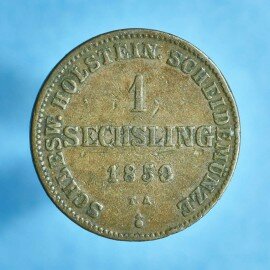 SCHLESW. HOLSTEIN. SCHEIDEMÜNZE
1
SECHSLING
1850
T A